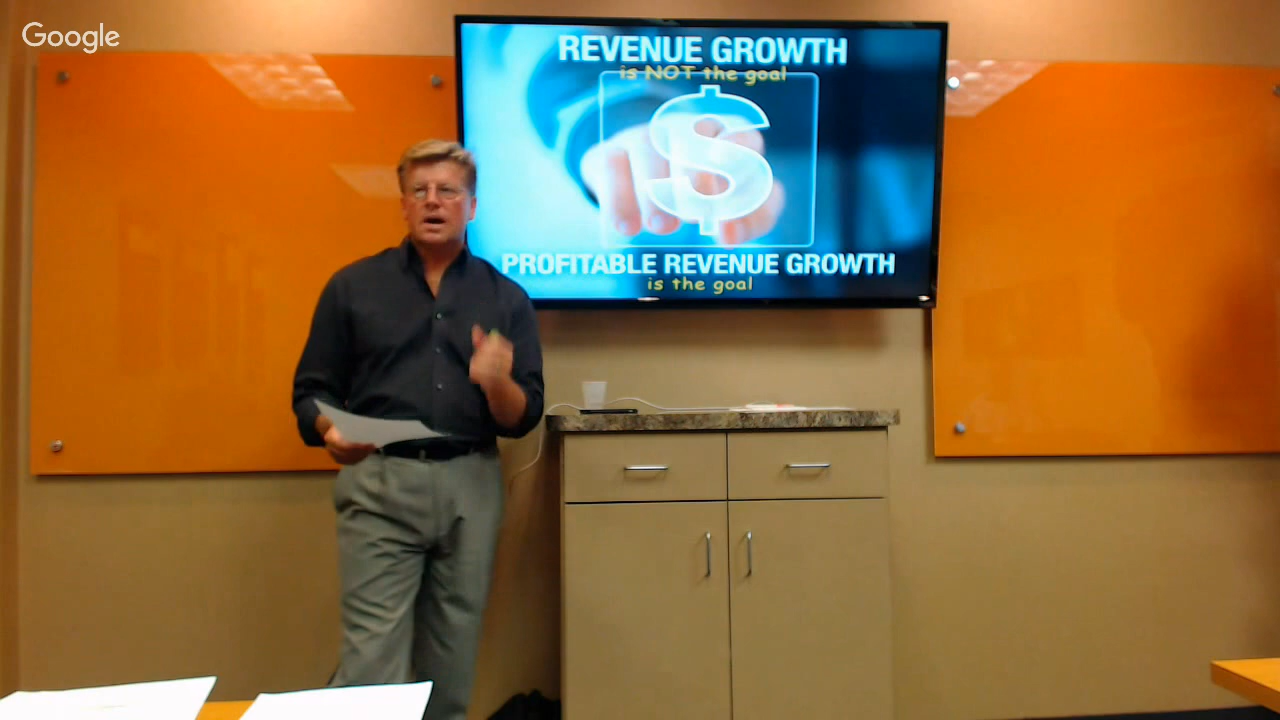 Google
REVENUE GROWTH
is NOT the goal
$
PROFITABLE REVENUE GROWTH
is the goal